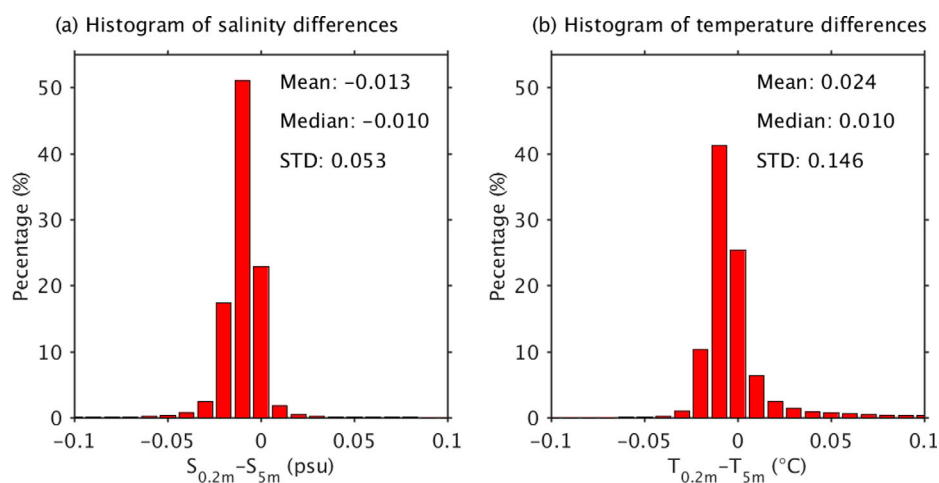 (a) Histogram of salinity differences
Mean: −0.013
Median: −0.010
STD: 0.053
Pecentage (%)
50
40
30
20
10
0
−0.1 −0.05 0 0.05 0.1
S0.2m−S5m (psu)
(b) Histogram of temperature differences
Mean: 0.024
Median: 0.010
STD: 0.146
Pecentage (%)
50
40
30
20
10
0
−0.1 −0.05 0 0.05 0.1
T0.2m−T5m (°C)